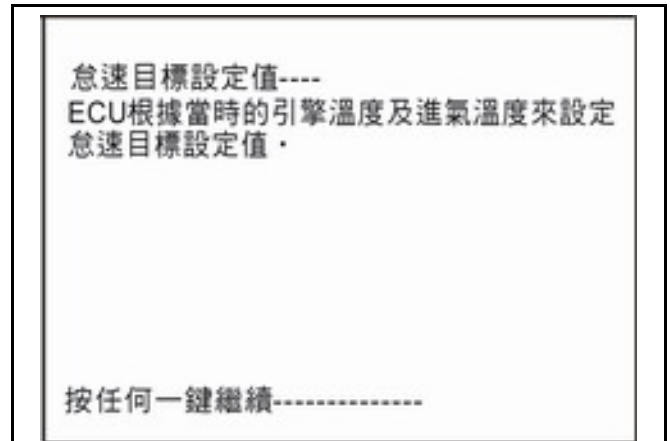 怠速目標設定值----
ECU根據當時的引擎溫度及進氣溫度來設定
怠速目標設定值・
按任何一鍵繼續--------------